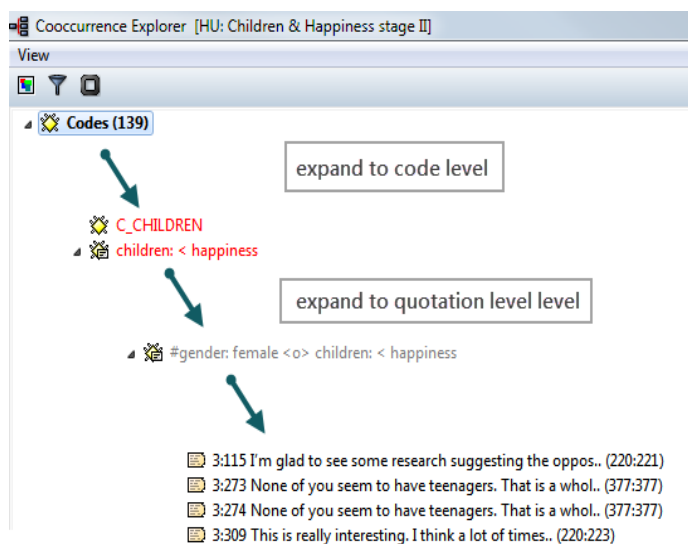 Cooccurrence Explorer [HU: Children & Happiness stage II]
View
Codes (139)
expand to code level
C_CHILDREN
children: < happiness
expand to quotation level level
#gender: female <o> children: < happiness
3:115 I'm glad to see some research suggesting the oppos.. (220:221)
3:273 None of you seem to have teenagers. That is a whol.. (377:377)
3:274 None of you seem to have teenagers. That is a whol.. (377:377)
3:309 This is really interesting. I think a lot of times.. (220:223)